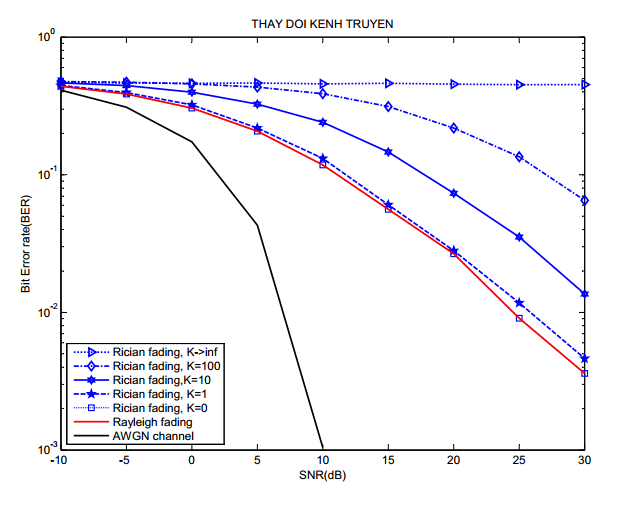 THAY DOI KENH TRUYEN
10^0
10^-1
10^-2
10^-3
Bit Error rate(BER)
Rician fading, K->inf
Rician fading, K=100
Rician fading,K=10
Rician fading, K=1
Rician fading, K=0
Rayleigh fading
AWGN channel
-10 -5 0 5 10 15 20 25 30
SNR(dB)